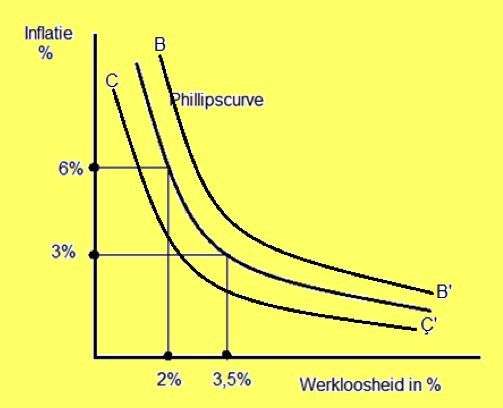 Inflatie
%
B
Phillipscurve
C
6%
3%
B'
Ç'
2%
3,5%
Werkloosheid in %